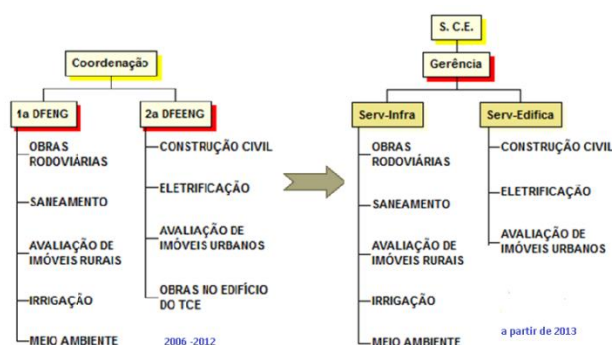 Coordenação
1a DFENG
OBRAS
RODOVIÁRIAS
SANEAMENTO
AVALIAÇÃO DE
IMÓVEIS RURAIS
IRRIGAÇÃO
MEIO AMBIENTE
2a DFEENG
CONSTRUÇÃO CIVIL
ELETRIFICAÇÃO
AVALIAÇÃO DE
IMÓVEIS URBANOS
OBRAS NO EDIFÍCIO
DO TCE
2006 -2012
S. C.E.
Gerência
Serv-Infra
OBRAS
RODOVIÁRIAS
SANEAMENTO
AVALIAÇÃO DE
IMÓVEIS RURAIS
IRRIGAÇÃO
MEIO AMBIENTE
Serv-Edifica
CONSTRUÇÃO CIVIL
ELETRIFICAÇÃO
AVALIAÇÃO DE
IMÓVEIS URBANOS
a partir de 2013